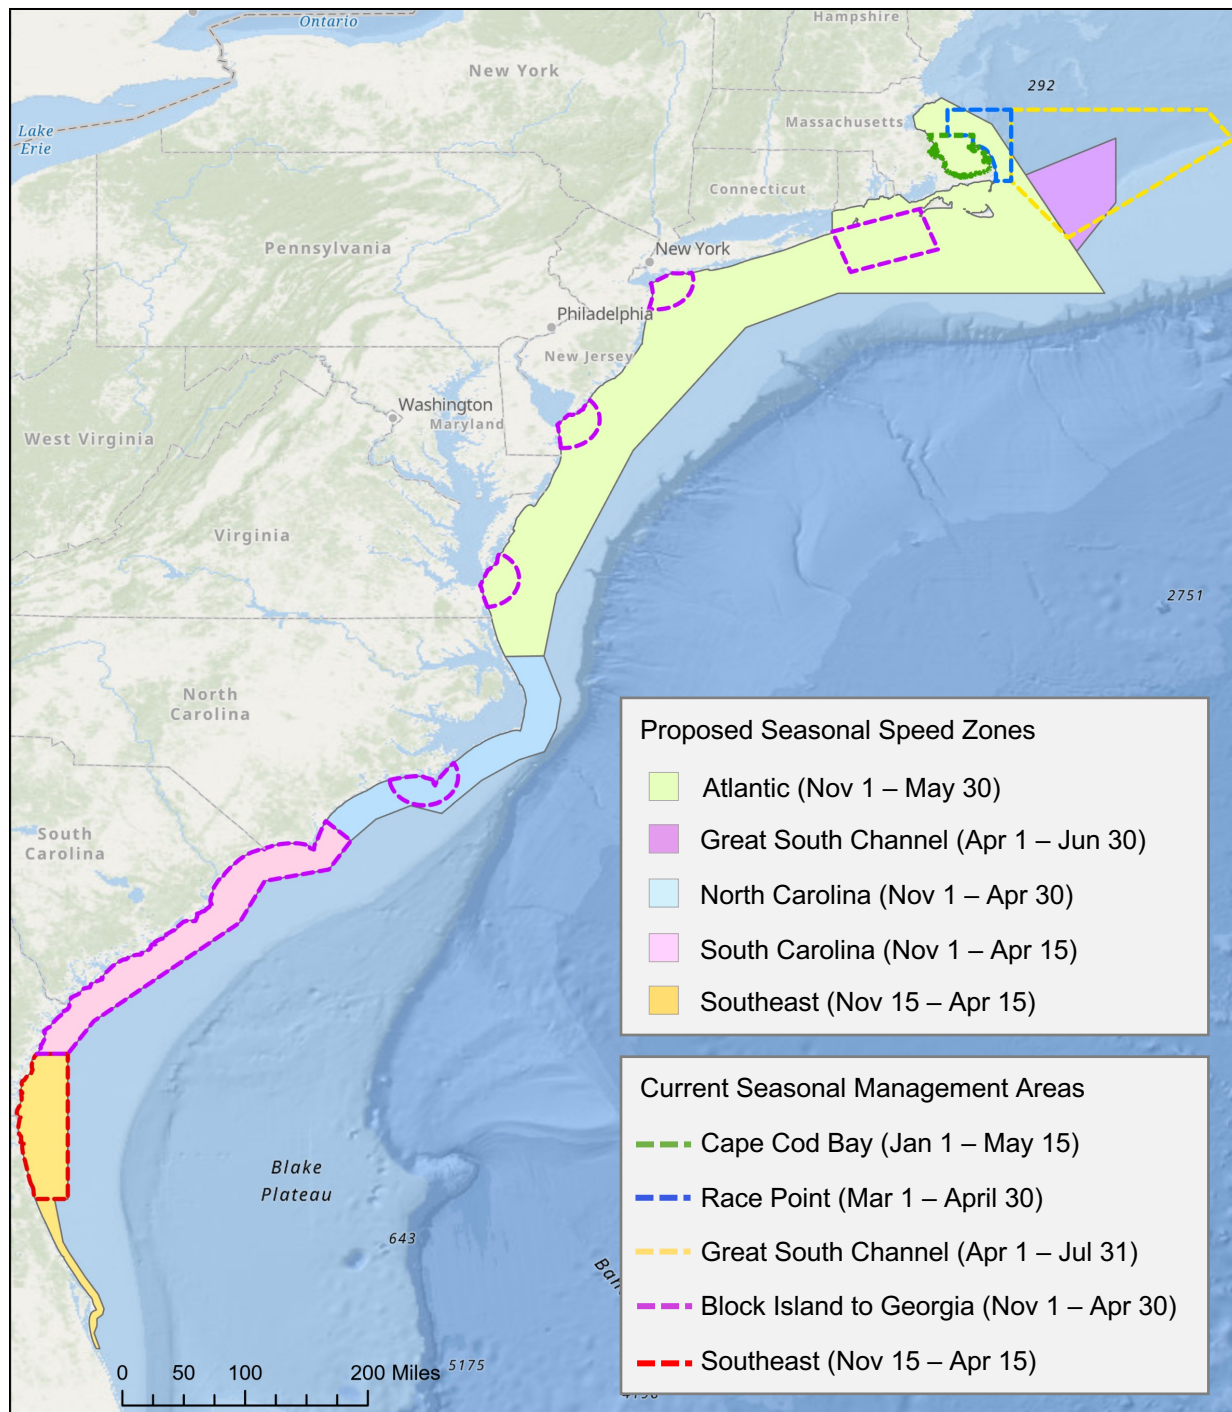 Ontario
Hampshire
New York
292
Massachusetts
Lake
Erie
Connecticut
New York
Pennsylvania
Philadelphia
New Jersey
Washington
Maryland
West Virginia
Virginia
2751
North
Carolina
South
Carolina
Proposed Seasonal Speed Zones
Atlantic (Nov 1 – May 30)
Great South Channel (Apr 1 – Jun 30)
North Carolina (Nov 1 – Apr 30)
South Carolina (Nov 1 – Apr 15)
Southeast (Nov 15 – Apr 15)
Current Seasonal Management Areas
Cape Cod Bay (Jan 1 – May 15)
Race Point (Mar 1 – April 30)
Great South Channel (Apr 1 – Jul 31)
Block Island to Georgia (Nov 1 – Apr 30)
Southeast (Nov 15 – Apr 15)
Blake
Plateau
643
0 50 100 200 Miles
5175